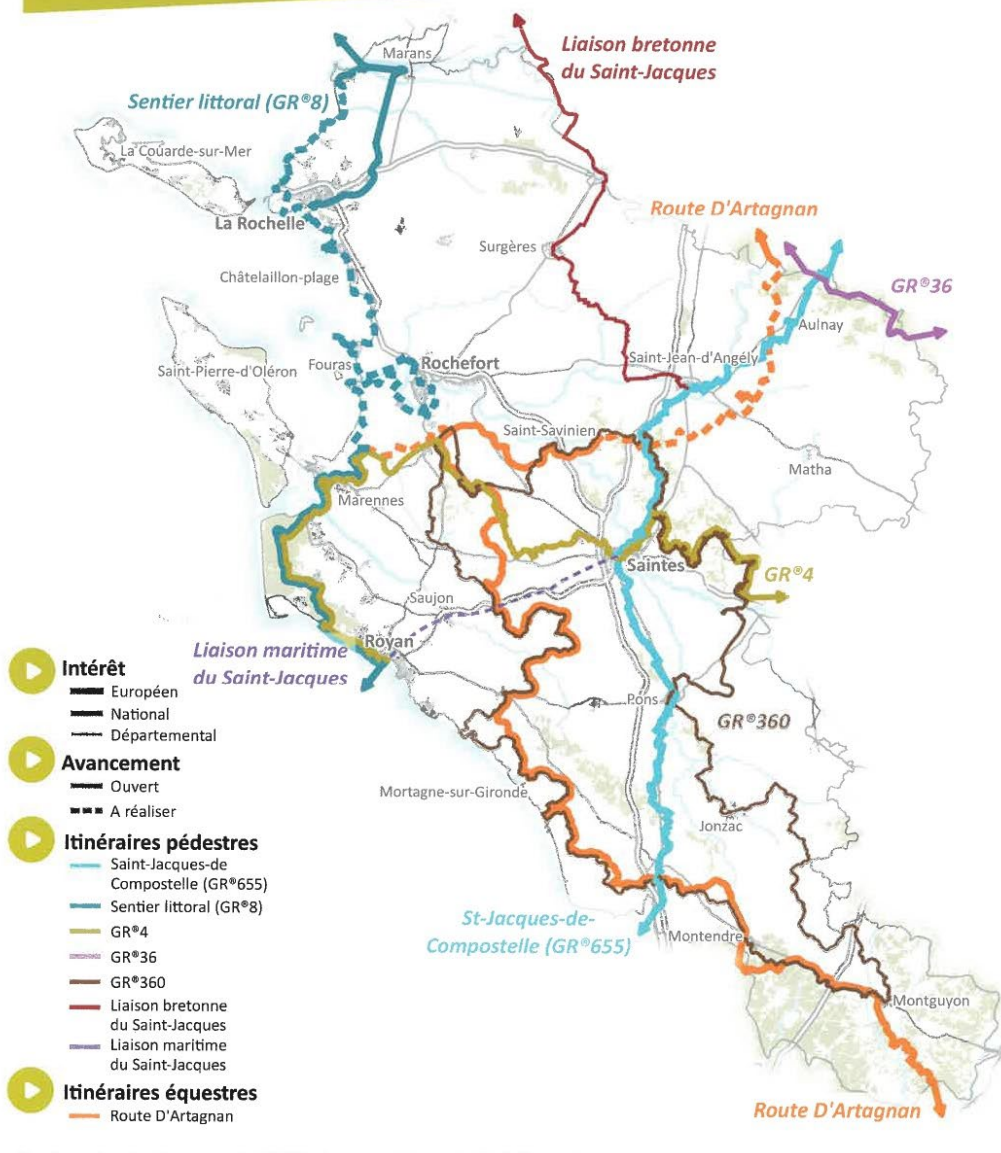 Marans
Liaison bretonne
du Saint-Jacques
Sentier littoral (GR®8)
La Couarde-sur-Mer
La Rochelle
Route D'Artagnan
Surgères
Châtelaillon-plage
GR®36
Aulnay
Saint-Pierre-d'Oléron
Fouras
Rochefort
Saint-Jean-d'Angély
Saint-Savinien
Matha
Marennes
Saintes
GR®4
Saujon
Royan
Liaison maritime
du Saint-Jacques
Pons
GR®360
Mortagne-sur-Gironde
Jonzac
St-Jacques-de-
Compostelle (GR®655)
Montendre
Montguyon
Route D'Artagnan
Intérêt
Européen
National
Départemental
Avancement
Ouvert
A réaliser
Itinéraires pédestres
Saint-Jacques-de
Compostelle (GR®655)
Sentier littoral (GR®8)
GR®4
GR®36
GR®360
Liaison bretonne
du Saint-Jacques
Liaison maritime
du Saint-Jacques
Itinéraires équestres
Route D'Artagnan